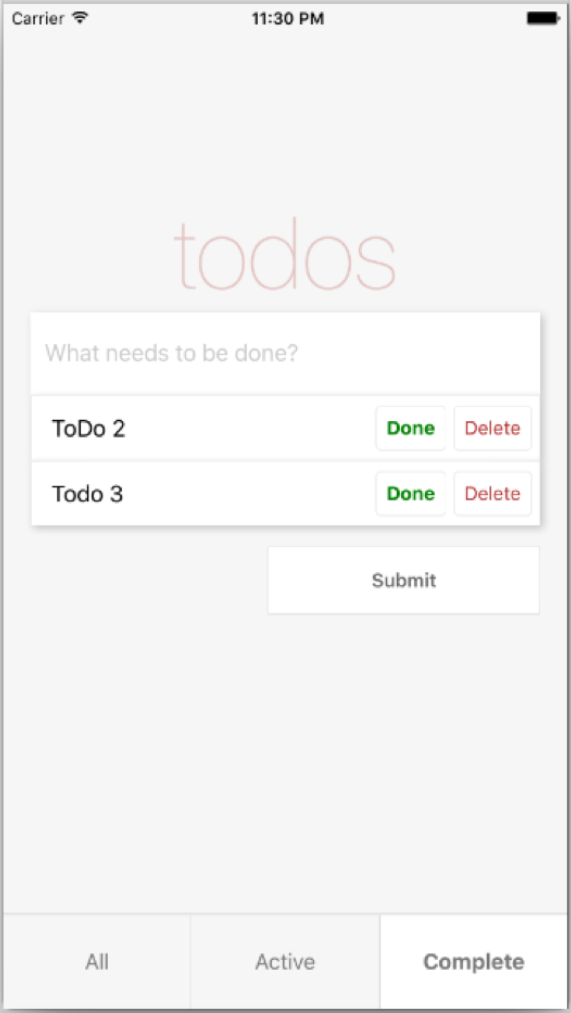 Carrier 11:30 PM
todos
What needs to be done?
ToDo 2 Done Delete
Todo 3 Done Delete
Submit
All Active Complete